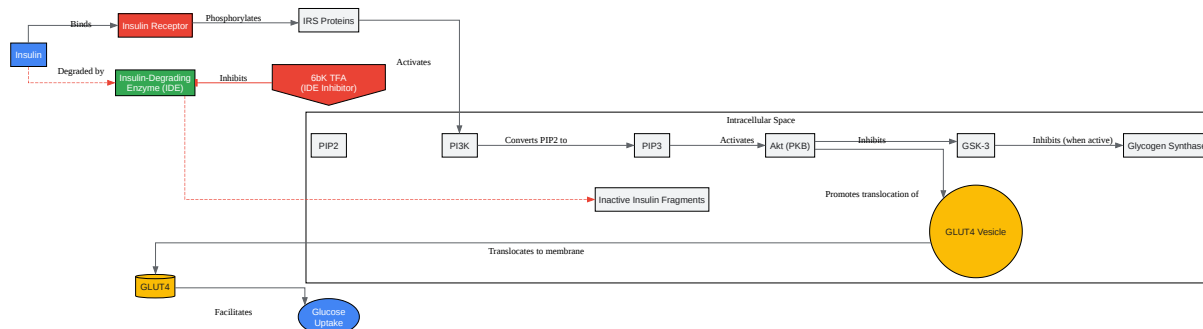 Binds
Insulin Receptor
Phosphorylates
IRS Proteins
Insulin
Degraded by
Insulin-Degrading
Enzyme (IDE)
Inhibits
6bK TFA
(IDE Inhibitor)
Activates
Intracellular Space
PIP2
PI3K
Converts PIP2 to
PIP3
Activates
Akt (PKB)
Inhibits
GSK-3
Inhibits (when active)
Glycogen Synthase
Inactive Insulin Fragments
Promotes translocation of
GLUT4 Vesicle
Translocates to membrane
GLUT4
Facilitates
Glucose
Uptake